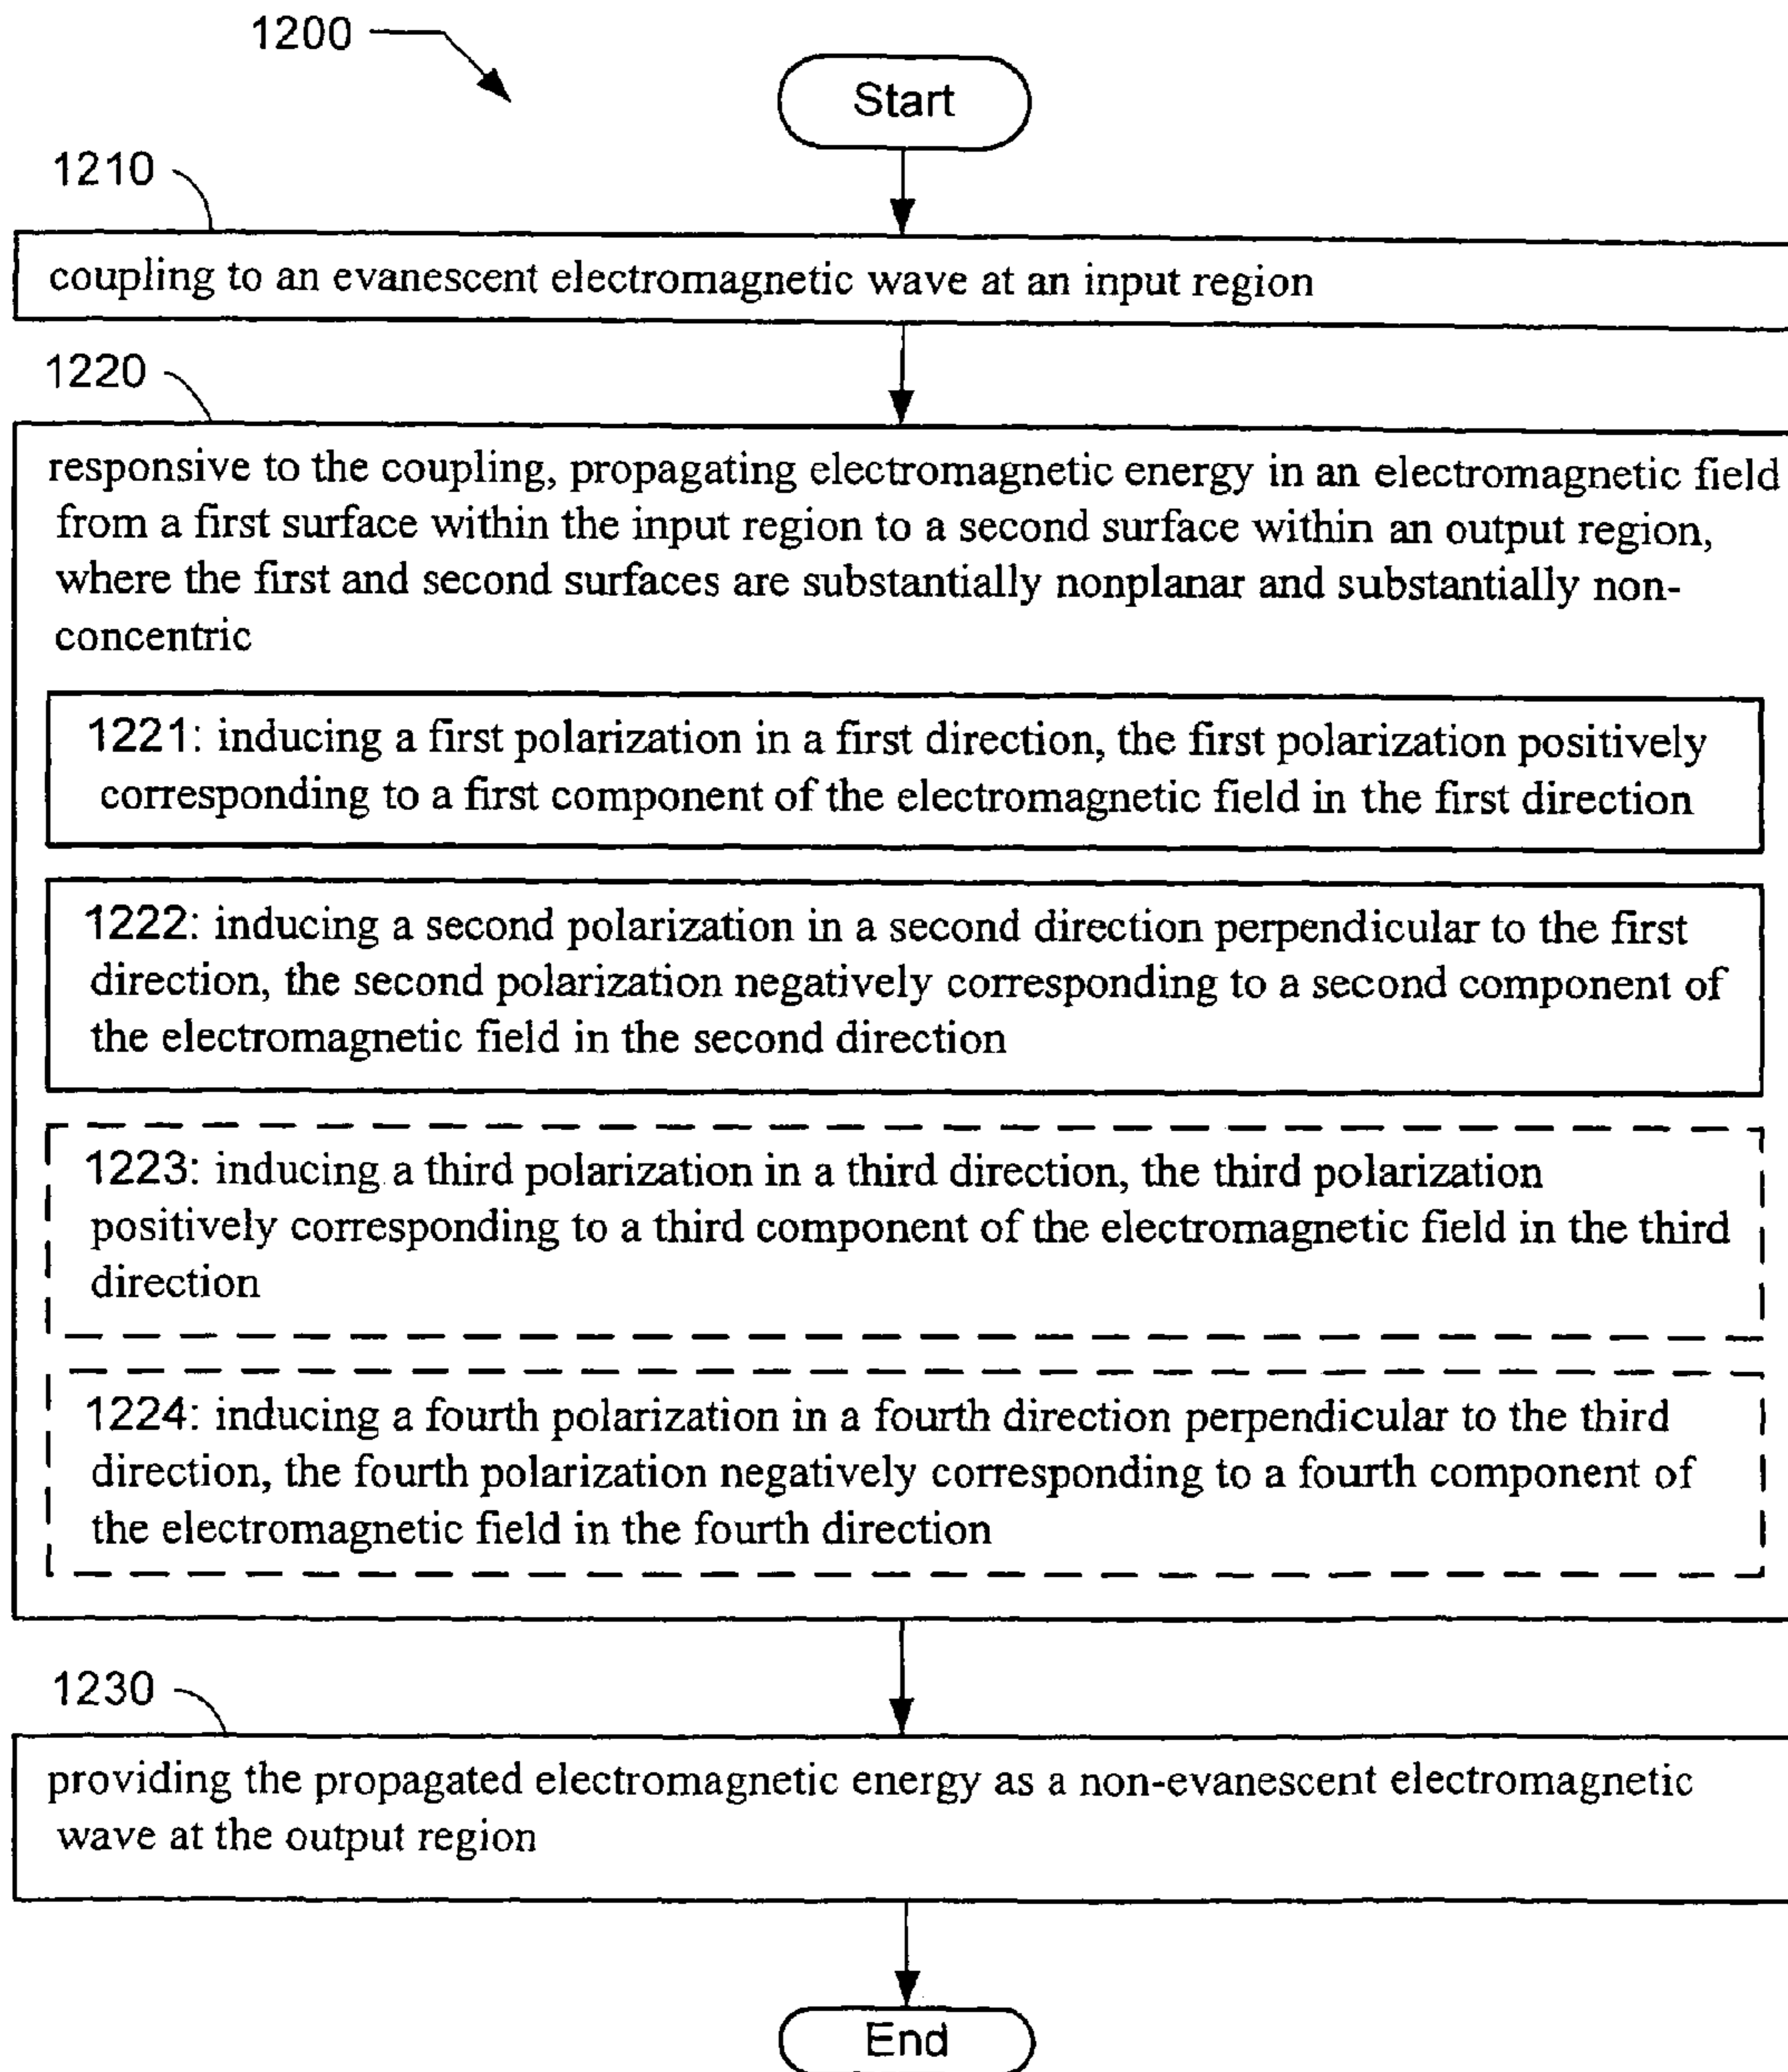 1200
Start
1210
coupling to an evanescent electromagnetic wave at an input region
1220
responsive to the coupling, propagating electromagnetic energy in an electromagnetic field
from a first surface within the input region to a second surface within an output region,
where the first and second surfaces are substantially nonplanar and substantially non-
concentric
1221: inducing a first polarization in a first direction, the first polarization positively
corresponding to a first component of the electromagnetic field in the first direction
1222: inducing a second polarization in a second direction perpendicular to the first
direction, the second polarization negatively corresponding to a second component of
the electromagnetic field in the second direction
1223: inducing a third polarization in a third direction, the third polarization
positively corresponding to a third component of the electromagnetic field in the third
direction
1224: inducing a fourth polarization in a fourth direction perpendicular to the third
direction, the fourth polarization negatively corresponding to a fourth component of
the electromagnetic field in the fourth direction
1230
providing the propagated electromagnetic energy as a non-evanescent electromagnetic
wave at the output region
End